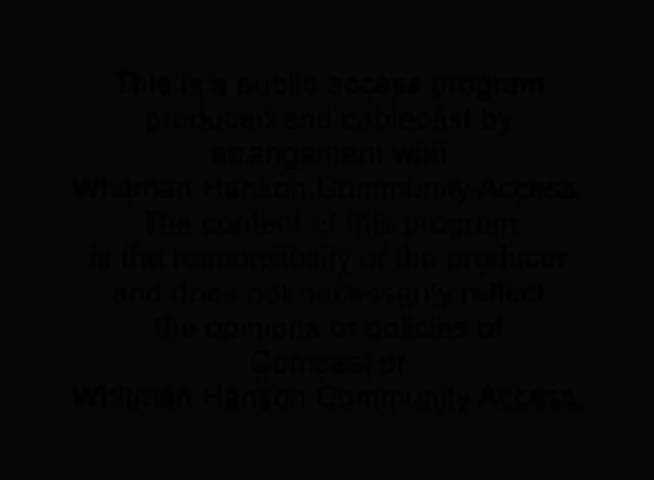 This is a public access program
produced and cablecast by
arrangement with
Whitman Hanson Community Access.
The content of this program
is the responsibility of the producer
and does not necessarily reflect
the opinions or policies of
Comcast or
Whitman Hanson Community Access.